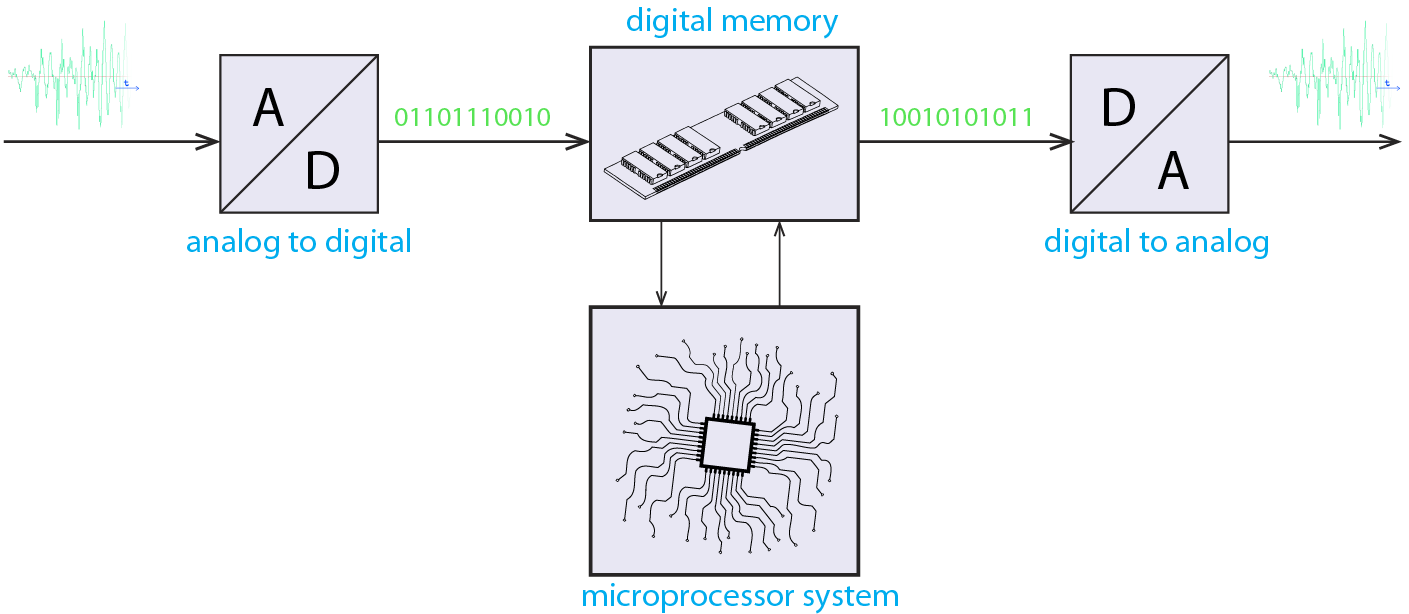 digital memory
t
t
A
D
01101110010
10010101011
D
A
analog to digital
digital to analog
microprocessor system